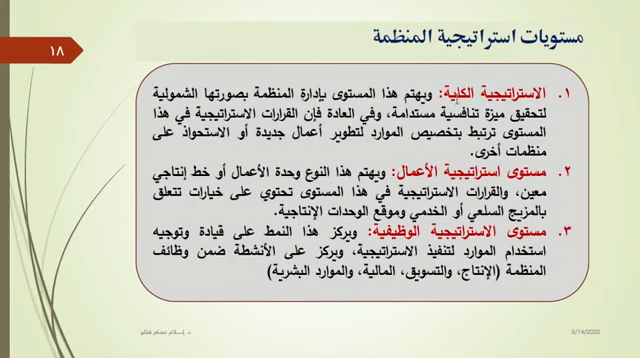 مستويات استراتيجية المنظمة
١٨
١. الاستراتيجية الكلية: ويهتم هذا المستوى بإدارة المنظمة بصورتها الشمولية
لتحقيق ميزة تنافسية مستدامة، وفي العادة فإن القرارات الاستراتيجية في هذا
المستوى ترتبط بتخصيص الموارد لتطوير أعمال جديدة أو الاستحواذ على
منظمات أخرى.
٢. مستوى استراتيجية الأعمال: ويهتم هذا النوع وحدة الأعمال أو خط إنتاجي
معين، والقرارات الاستراتيجية في هذا المستوى تحتوي على خيارات تتعلق
بالمزيج السلعي أو الخدمي وموقع الوحدات الإنتاجية.
٣. مستوى الاستراتيجية الوظيفية: ويركز هذا النمط على قيادة وتوجيه
استخدام الموارد لتنفيذ الاستراتيجية، ويركز على الأنشطة ضمن وظائف
المنظمة (الإنتاج، والتسويق، المالية، والموارد البشرية)
3/14/2020
د. إسلام عصام هللو